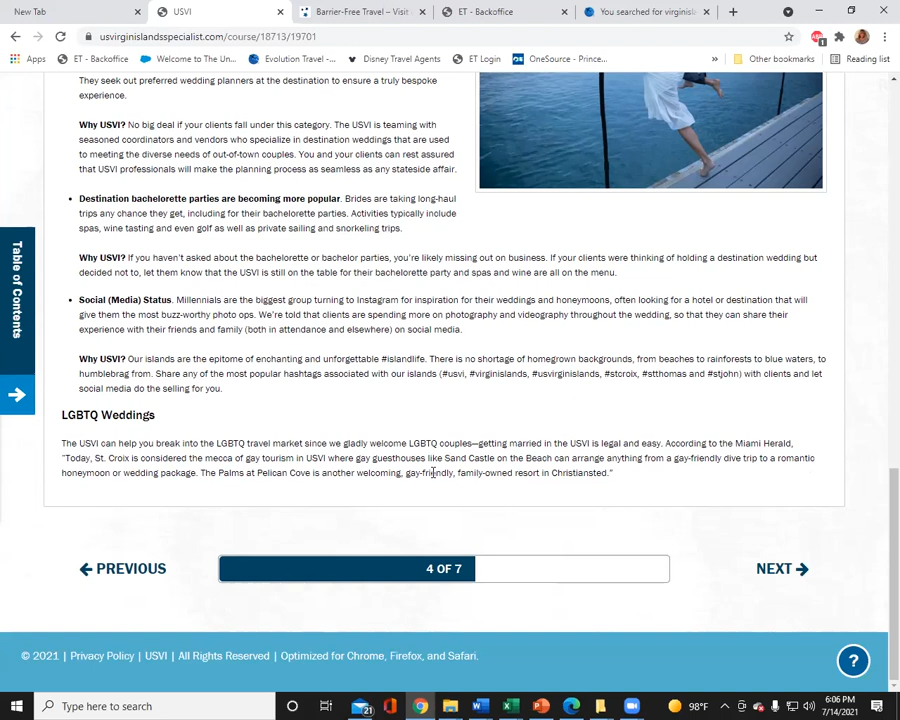 New Tab
USVI
Barrier-Free Travel – Visit
ET - Backoffice
You searched for virginisl
usvirginislandsspecialist.com/course/18713/19701
Apps
ET - Backoffice
Welcome to The Un...
Evolution Travel -...
Disney Travel Agents
ET Login
OneSource - Prince...
»
Other bookmarks
Reading list
They seek out preferred wedding planners at the destination to ensure a truly bespoke
experience.
Why USVI? No big deal if your clients fall under this category. The USVI is teaming with
seasoned coordinators and vendors who specialize in destination weddings that are used
to meeting the diverse needs of out-of-town couples. You and your clients can rest assured
that USVI professionals will make the planning process as seamless as any stateside affair.
• Destination bachelorette parties are becoming more popular. Brides are taking long-haul
trips any chance they get, including for their bachelorette parties. Activities typically include
spas, wine tasting and even golf as well as private sailing and snorkeling trips.
Why USVI? If you haven't asked about the bachelorette or bachelor parties, you're likely missing out on business. If your clients were thinking of holding a destination wedding but
decided not to, let them know that the USVI is still on the table for their bachelorette party and spas and wine are all on the menu.
• Social (Media) Status. Millennials are the biggest group turning to Instagram for inspiration for their weddings and honeymoons, often looking for a hotel or destination that will
give them the most buzz-worthy photo ops. We're told that clients are spending more on photography and videography throughout the wedding, so that they can share their
experience with their friends and family (both in attendance and elsewhere) on social media.
Why USVI? Our islands are the epitome of enchanting and unforgettable #islandlife. There is no shortage of homegrown backgrounds, from beaches to rainforests to blue waters, to
humblebrag from. Share any of the most popular hashtags associated with our islands (#usvi, #virginislands, #usvirginislands, #stcroix, #stthomas and #stjohn) with clients and let
social media do the selling for you.
Table of Contents
LGBTQ Weddings
The USVI can help you break into the LGBTQ travel market since we gladly welcome LGBTQ couples—getting married in the USVI is legal and easy. According to the Miami Herald,
"Today, St. Croix is considered the mecca of gay tourism in USVI where gay guesthouses like Sand Castle on the Beach can arrange anything from a gay-friendly dive trip to a romantic
honeymoon or wedding package. The Palms at Pelican Cove is another welcoming, gay-friendly, family-owned resort in Christiansted."
PREVIOUS
4 OF 7
NEXT
© 2021 | Privacy Policy | USVI | All Rights Reserved | Optimized for Chrome, Firefox, and Safari.
?
Type here to search
21
98°F
6:06 PM
7/14/2021